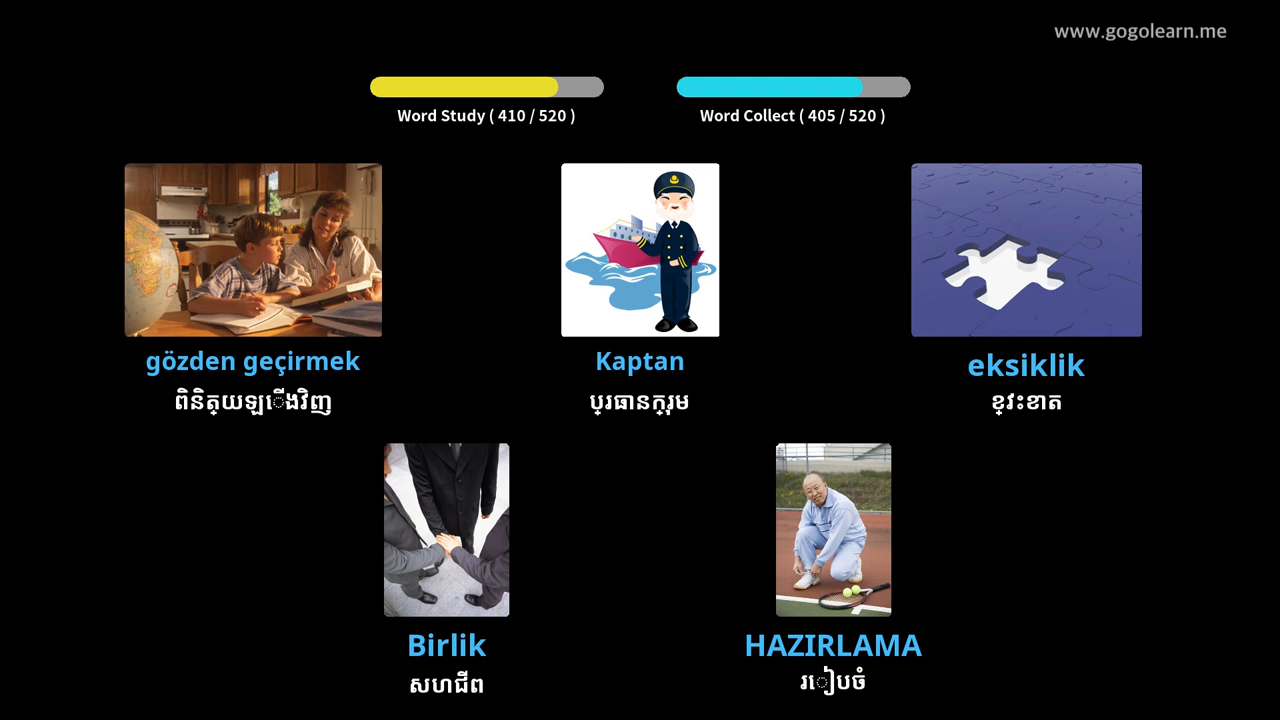 www.gogolearn.me
Word Study ( 410 / 520 )
Word Collect ( 405 / 520 )
gözden geçirmek
ពិនិត្យឡើងវិញ
Kaptan
ប្រធានក្រុម
eksiklik
ខ្វះខាត
Birlik
សហជីព
HAZIRLAMA
រៀបចំ